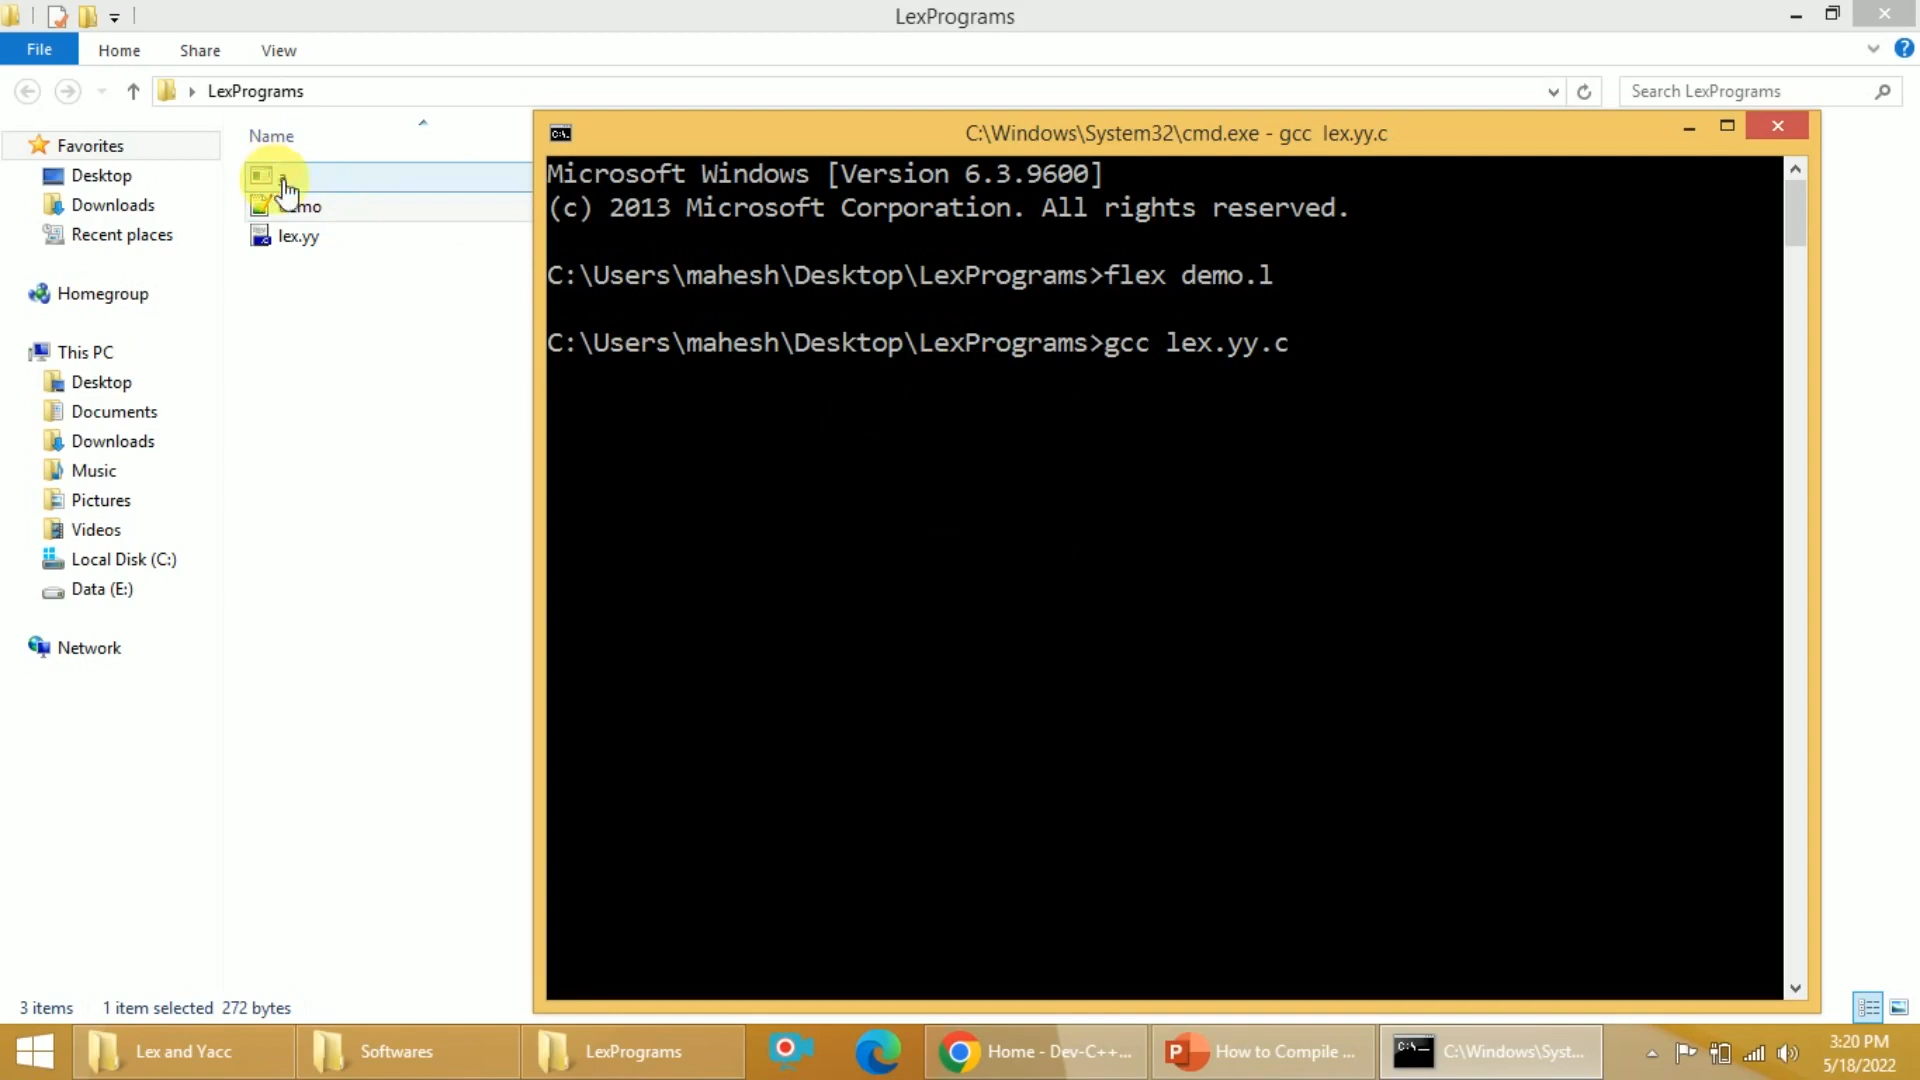 LexPrograms
File
Home
Share
View
LexPrograms
Search LexPrograms
Name
Favorites
Desktop
Downloads
Recent places
Homegroup
This PC
Desktop
Documents
Downloads
Music
Pictures
Videos
Local Disk (C:)
Data (E:)
Network
lex.yy
C:\Windows\System32\cmd.exe - gcc  lex.yy.c
Microsoft Windows [Version 6.3.9600]
(c) 2013 Microsoft Corporation. All rights reserved.
C:\Users\mahesh\Desktop\LexPrograms>flex demo.l
C:\Users\mahesh\Desktop\LexPrograms>gcc lex.yy.c
3 items
1 item selected  272 bytes
Lex and Yacc
Softwares
LexPrograms
Home - Dev-C++...
How to Compile ...
C:\Windows\Syst...
3:20 PM
5/18/2022